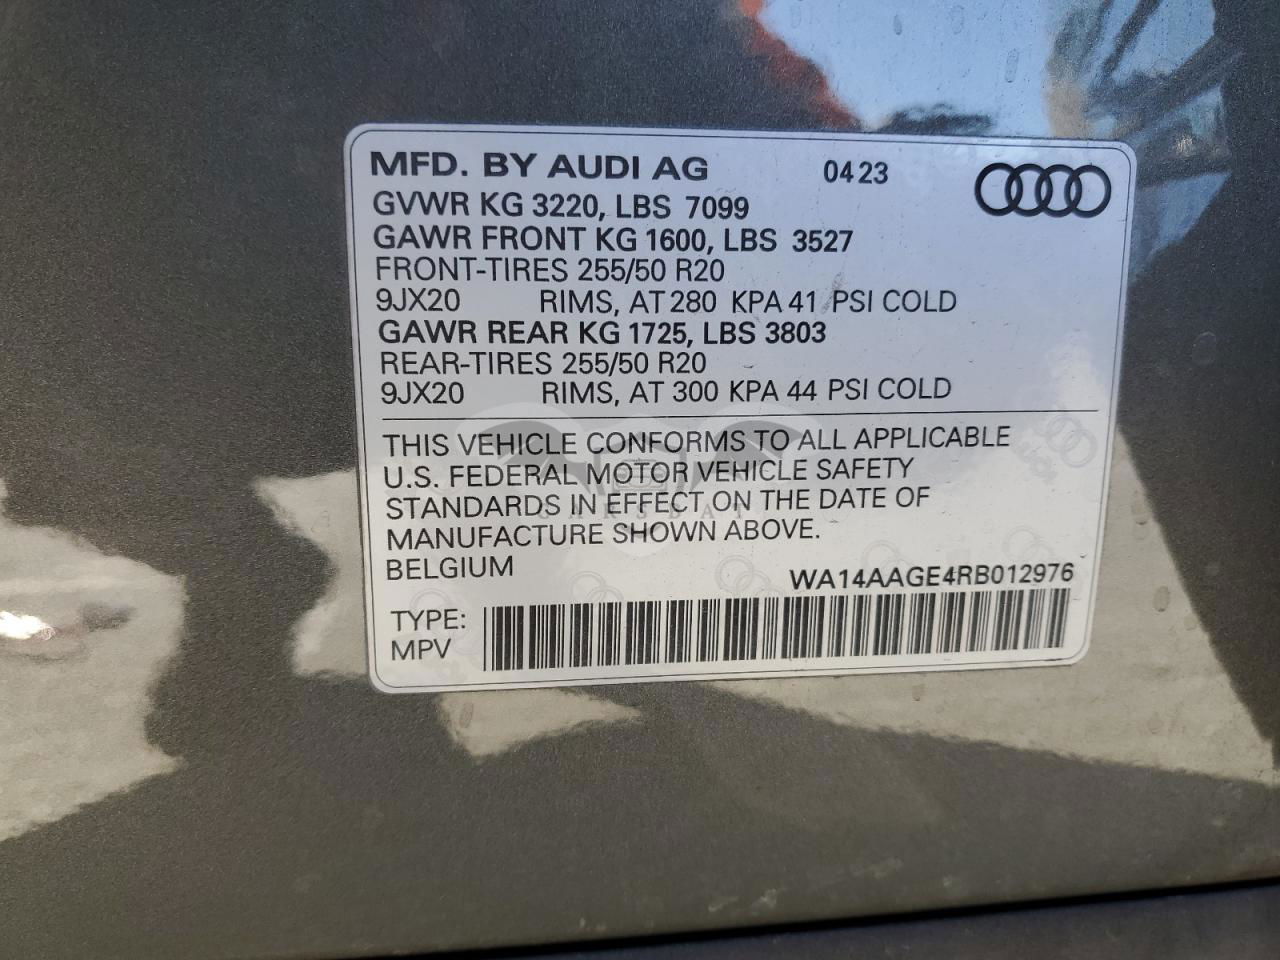 MFD. BY AUDI AG 0423
GVWR KG 3220, LBS 7099
GAWR FRONT KG 1600, LBS 3527
FRONT-TIRES 255/50 R20
9JX20 RIMS, AT 280 KPA 41 PSI COLD
GAWR REAR KG 1725, LBS 3803
REAR-TIRES 255/50 R20
9JX20 RIMS, AT 300 KPA 44 PSI COLD
THIS VEHICLE CONFORMS TO ALL APPLICABLE
U.S. FEDERAL MOTOR VEHICLE SAFETY
STANDARDS IN EFFECT ON THE DATE OF
MANUFACTURE SHOWN ABOVE.
BELGIUM
WA14AAGE4RB012976
TYPE:
MPV